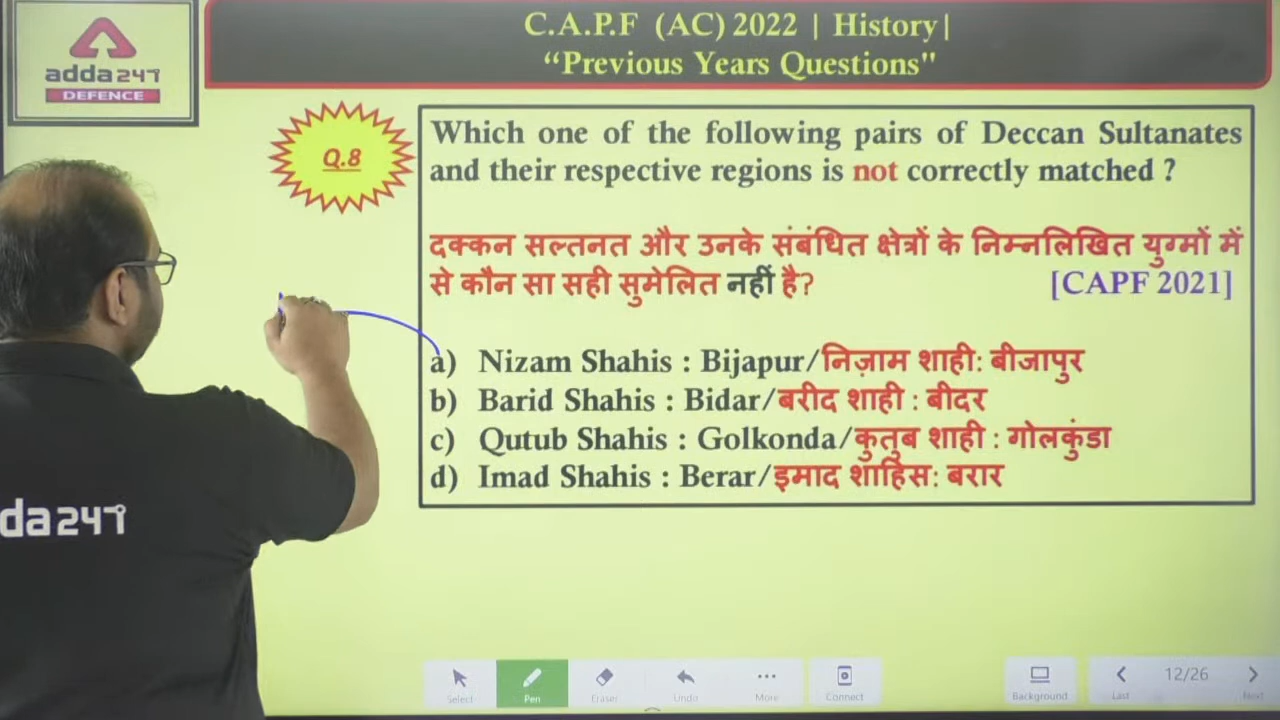 C.A.P.F (AC) 2022 | History|
“Previous Years Questions"
adda247
DEFENCE
Q.8
Which one of the following pairs of Deccan Sultanates
and their respective regions is not correctly matched ?
दक्कन सल्तनत और उनके संबंधित क्षेत्रों के निम्नलिखित युग्मों में
से कौन सा सही सुमेलित नहीं है? [CAPF 2021]
a) Nizam Shahis : Bijapur/निज़ाम शाही: बीजापुर
b) Barid Shahis : Bidar/बरीद शाही : बीदर
c) Qutub Shahis : Golkonda/कुतुब शाही : गोलकुंडा
d) Imad Shahis : Berar/इमाद शाहिस: बरार
da247
Select Pen Eraser Undo More Connect Background Last 12/26 Next